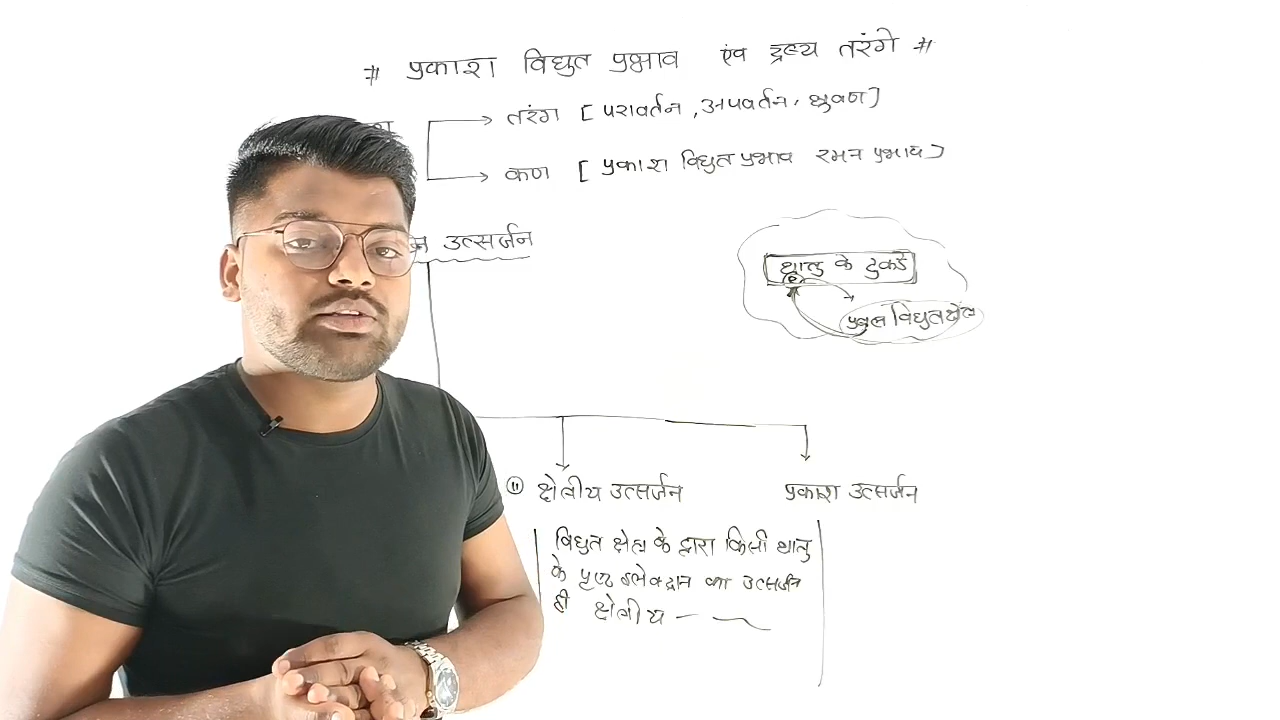 # प्रकाश विद्युत प्रभाव एंव द्रव्य तरंगे #
तरंग [ परावर्तन , अपवर्तन , ध्रुवण ]
कण [ प्रकाश विद्युत प्रभाव रमन प्रभाव ]
उत्सर्जन
धातु के टुकडे
e
प्रबल विद्युत क्षेत्र
(II) क्षेत्रीय उत्सर्जन
प्रकाश उत्सर्जन
विद्युत क्षेत्र के द्वारा किसी धातु
के पृष्ठ इलेक्ट्रान का उत्सर्जन
ही क्षेत्रीय —